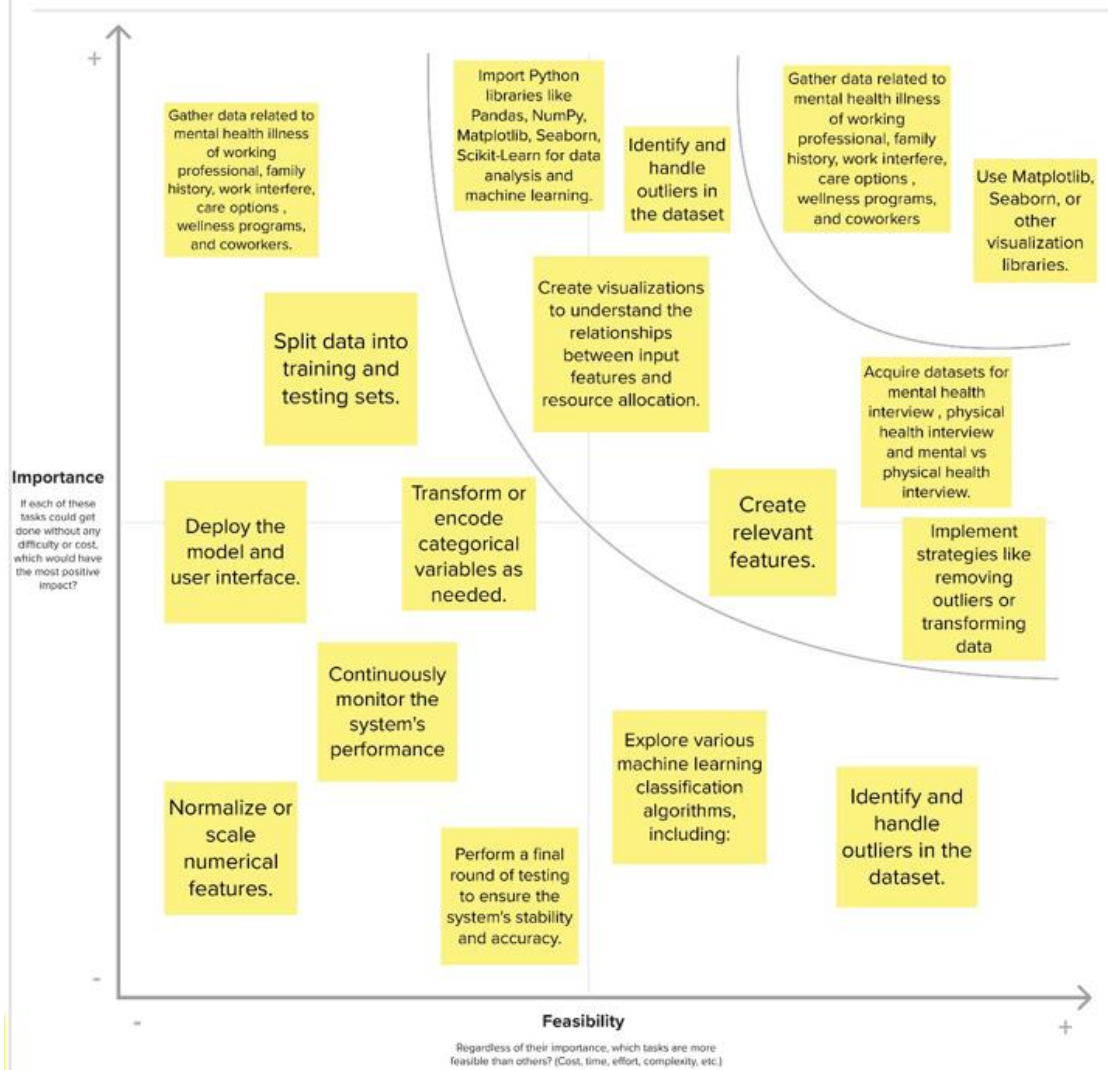 +
Gather data related to
mental health illness
of working
professional, family
history, work interfere,
care options ,
wellness programs,
and coworkers.
Import Python
libraries like
Pandas, NumPy,
Matplotlib, Seaborn,
Scikit-Learn for data
analysis and
machine learning.
Identify and
handle
outliers in
the dataset
Gather data related to
mental health illness
of working
professional, family
history, work interfere,
care options ,
wellness programs,
and coworkers
Use Matplotlib,
Seaborn, or
other
visualization
libraries.
Split data into
training and
testing sets.
Create visualizations
to understand the
relationships
between input
features and
resource allocation.
Acquire datasets for
mental health
interview , physical
health interview
and mental vs
physical health
interview.
Importance
If each of these
tasks could get
done without any
difficulty or cost,
which would have
the most positive
impact?
Deploy the
model and
user interface.
Transform or
encode
categorical
variables as
needed.
Create
relevant
features.
Implement
strategies like
removing
outliers or
transforming
data
Continuously
monitor the
system's
performance
Explore various
machine learning
classification
algorithms,
including:
Identify and
handle
outliers in the
dataset.
Normalize or
scale
numerical
features.
Perform a final
round of testing
to ensure the
system's stability
and accuracy.
-
-
Feasibility
+
Regardless of their importance, which tasks are more
feasible than others? (Cost, time, effort, complexity, etc.)